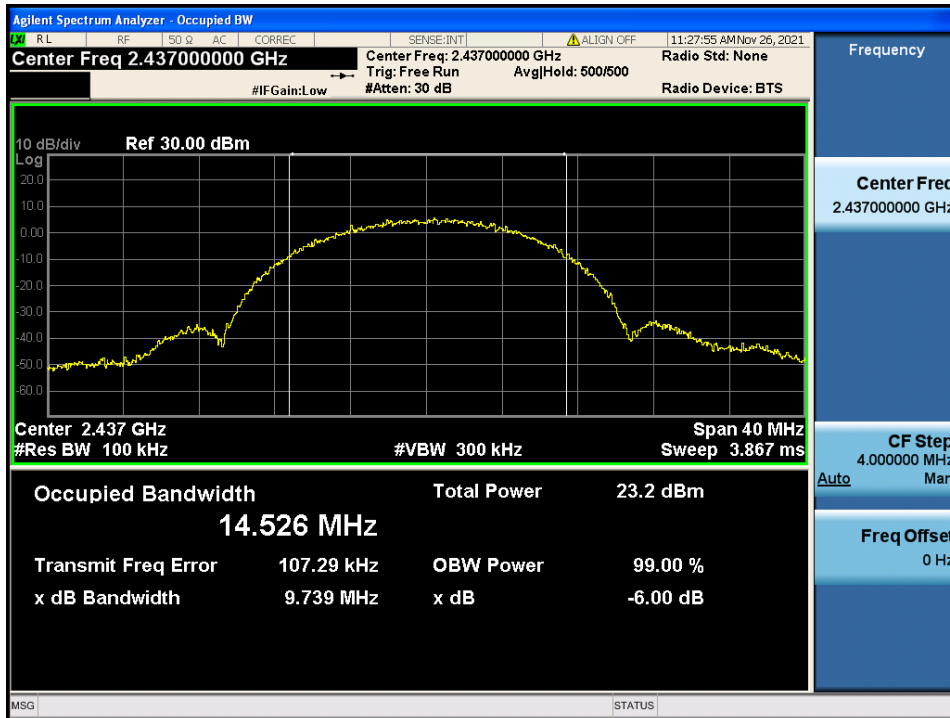 Agilent Spectrum Analyzer - Occupied BW
LXI RL RF 50 Ω AC CORREC SENSE:INT ALIGN OFF 11:27:55 AM Nov 26, 2021
Center Freq 2.437000000 GHz
Center Freq: 2.437000000 GHz
Radio Std: None
Trig: Free Run Avg|Hold: 500/500
#IFGain:Low
#Atten: 30 dB
Radio Device: BTS
10 dB/div Ref 30.00 dBm
Log
20.0
10.0
0.00
-10.0
-20.0
-30.0
-40.0
-50.0
-60.0
Center 2.437 GHz Span 40 MHz
#Res BW 100 kHz #VBW 300 kHz Sweep 3.867 ms
Occupied Bandwidth Total Power 23.2 dBm
14.526 MHz
Transmit Freq Error 107.29 kHz OBW Power 99.00 %
x dB Bandwidth 9.739 MHz x dB -6.00 dB
MSG STATUS
Frequency
Center Freq
2.437000000 GHz
CF Step
4.000000 MHz
Auto Man
Freq Offset
0 Hz